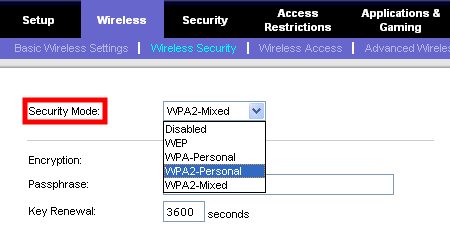 Setup Wireless Security Access Restrictions Applications & Gaming
Basic Wireless Settings | Wireless Security | Wireless Access | Advanced Wireles
Security Mode: WPA2-Mixed
Disabled
WEP
Encryption: WPA-Personal
Passphrase: WPA2-Personal
WPA2-Mixed
Key Renewal: 3600 seconds